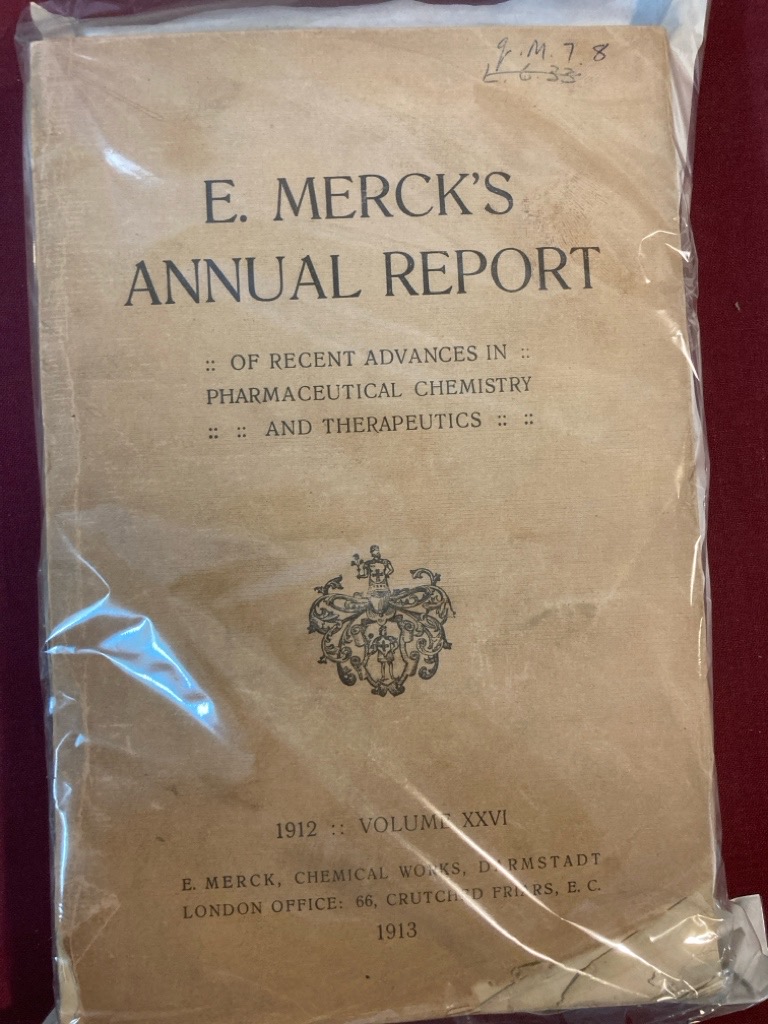 g.M.7.8
L. 6 33
E. MERCK'S
ANNUAL REPORT
:: OF RECENT ADVANCES IN ::
PHARMACEUTICAL CHEMISTRY
:: :: AND THERAPEUTICS :: ::
1912 :: VOLUME XXVI
E. MERCK, CHEMICAL WORKS, DARMSTADT
LONDON OFFICE: 66, CRUTCHED FRIARS, E. C.
1913